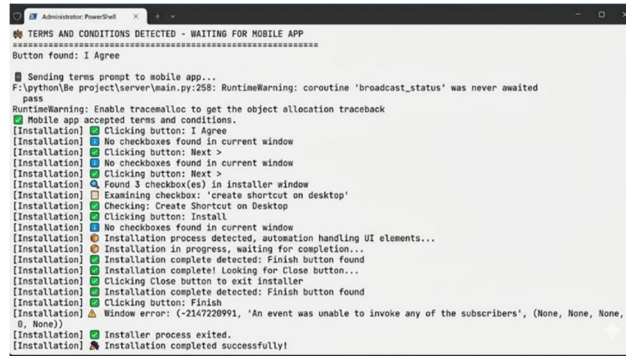 Administrator: PowerShell
TERMS AND CONDITIONS DETECTED - WAITING FOR MOBILE APP
============================================================
Button found: I Agree
Sending terms prompt to mobile app...
F:\python\Be project\server\main.py:258: RuntimeWarning: coroutine 'broadcast_status' was never awaited
pass
RuntimeWarning: Enable tracemalloc to get the object allocation traceback
✅ Mobile app accepted terms and conditions.
[Installation] ✅ Clicking button: I Agree
[Installation] ℹ️ No checkboxes found in current window
[Installation] ✅ Clicking button: Next >
[Installation] ℹ️ No checkboxes found in current window
[Installation] ✅ Clicking button: Next >
[Installation] 🔍 Found 3 checkbox(es) in installer window
[Installation] 📋 Examining checkbox: 'create shortcut on desktop'
[Installation] ✅ Checking: Create Shortcut on Desktop
[Installation] ✅ Clicking button: Install
[Installation] ℹ️ No checkboxes found in current window
[Installation] 📦 Installation process detected, automation handling UI elements...
[Installation] 📦 Installation in progress, waiting for completion...
[Installation] ✅ Installation complete detected: Finish button found
[Installation] ✅ Installation complete! Looking for Close button...
[Installation] ✅ Clicking Close button to exit installer
[Installation] ✅ Installation complete detected: Finish button found
[Installation] ✅ Clicking button: Finish
[Installation] ⚠️ Window error: (-2147220991, 'An event was unable to invoke any of the subscribers', (None, None, None,
0, None))
[Installation] ✅ Installer process exited.
[Installation] 🎉 Installation completed successfully!